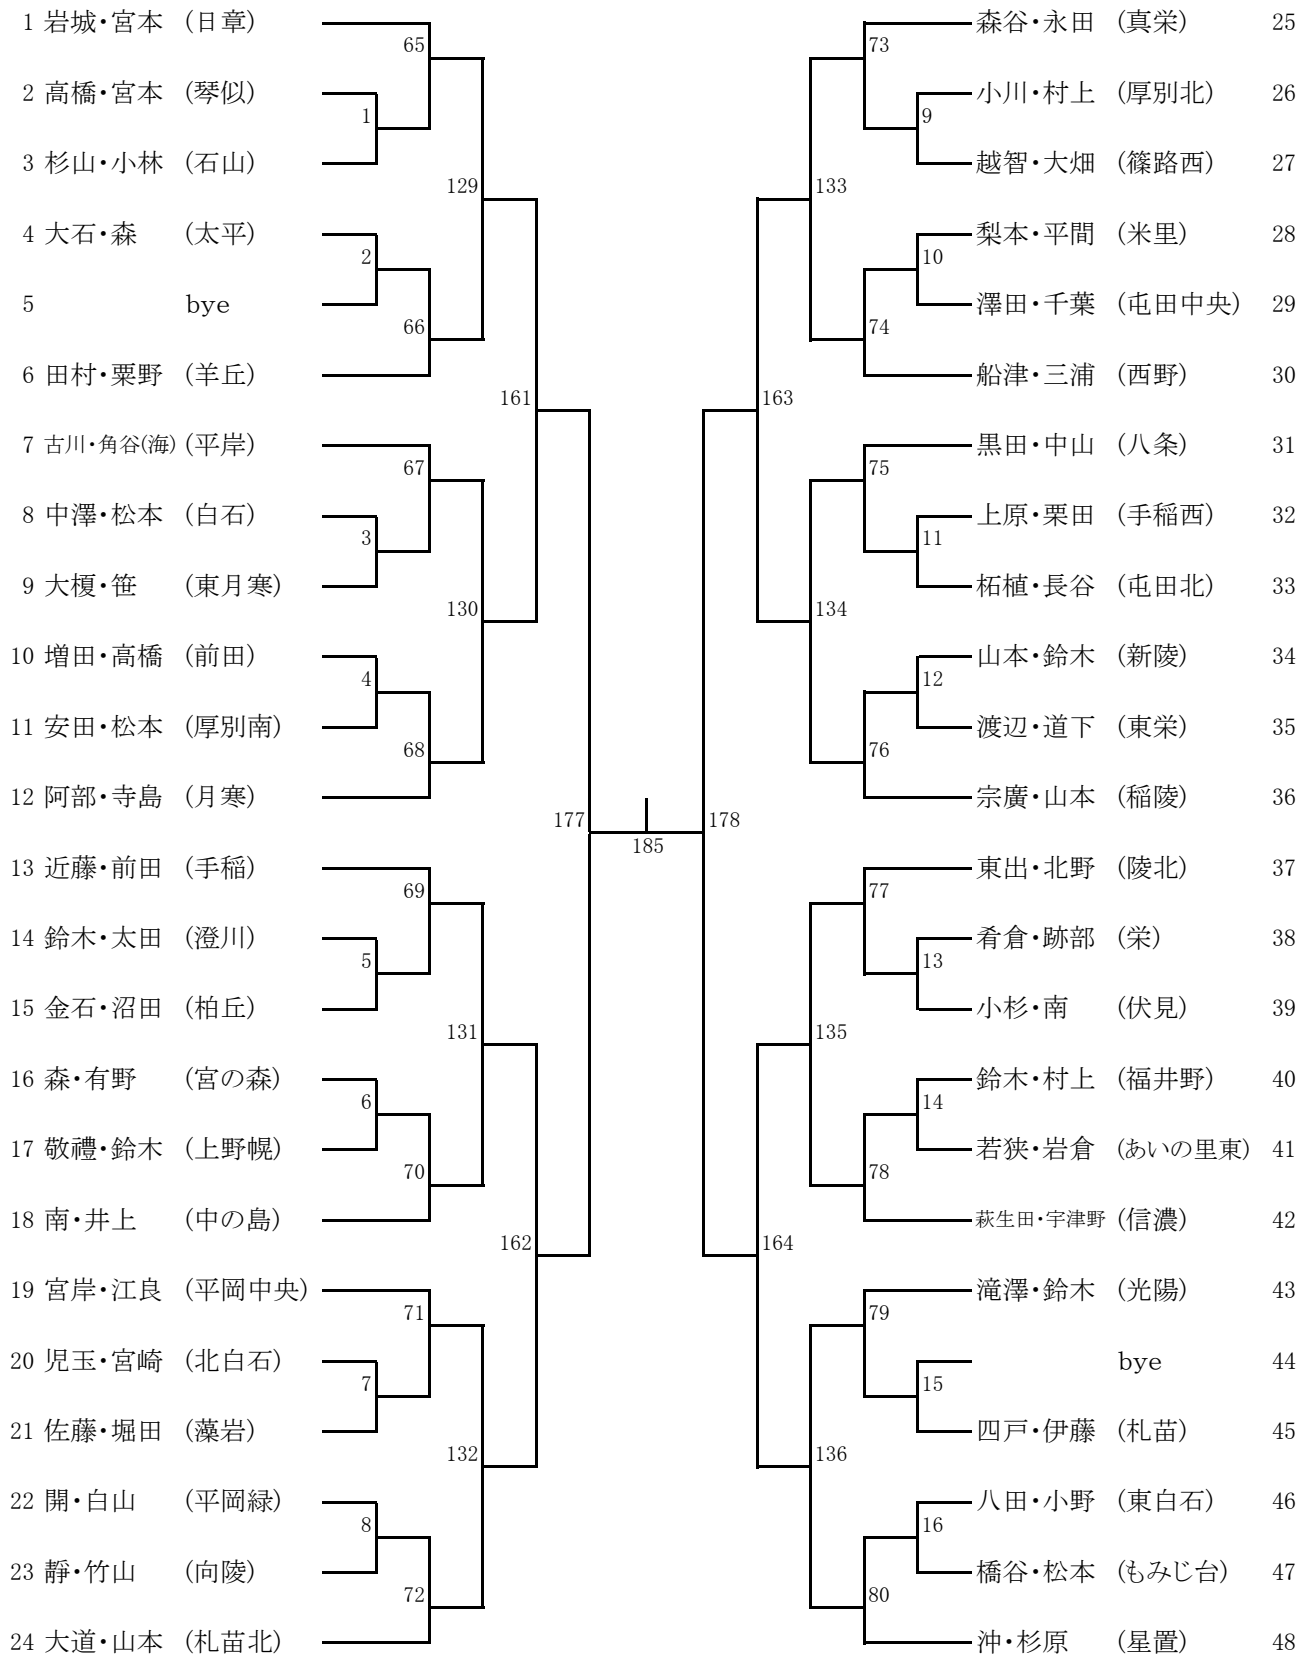 1 岩城・宮本 (日章)
65
2 高橋・宮本 (琴似)
1
3 杉山・小林 (石山)
129
4 大石・森 (太平)
2
5 bye
66
6 田村・粟野 (羊丘)
161
7 古川・角谷(海) (平岸)
67
8 中澤・松本 (白石)
3
9 大榎・笹 (東月寒)
130
10 増田・高橋 (前田)
4
11 安田・松本 (厚別南)
68
12 阿部・寺島 (月寒)
177
13 近藤・前田 (手稲)
69
14 鈴木・太田 (澄川)
5
15 金石・沼田 (柏丘)
131
16 森・有野 (宮の森)
6
17 敬禮・鈴木 (上野幌)
70
18 南・井上 (中の島)
162
19 宮岸・江良 (平岡中央)
71
20 児玉・宮崎 (北白石)
7
21 佐藤・堀田 (藻岩)
132
22 開・白山 (平岡緑)
8
23 靜・竹山 (向陵)
72
24 大道・山本 (札苗北)
185
森谷・永田 (真栄) 25
73
小川・村上 (厚別北) 26
9
越智・大畑 (篠路西) 27
133
梨本・平間 (米里) 28
10
澤田・千葉 (屯田中央) 29
74
船津・三浦 (西野) 30
163
黒田・中山 (八条) 31
75
上原・栗田 (手稲西) 32
11
柘植・長谷 (屯田北) 33
134
山本・鈴木 (新陵) 34
12
渡辺・道下 (東栄) 35
76
宗廣・山本 (稲陵) 36
178
東出・北野 (陵北) 37
77
肴倉・跡部 (栄) 38
13
小杉・南 (伏見) 39
135
鈴木・村上 (福井野) 40
14
若狭・岩倉 (あいの里東) 41
78
萩生田・宇津野 (信濃) 42
164
滝澤・鈴木 (光陽) 43
79
bye 44
15
四戸・伊藤 (札苗) 45
136
八田・小野 (東白石) 46
16
橋谷・松本 (もみじ台) 47
80
沖・杉原 (星置) 48